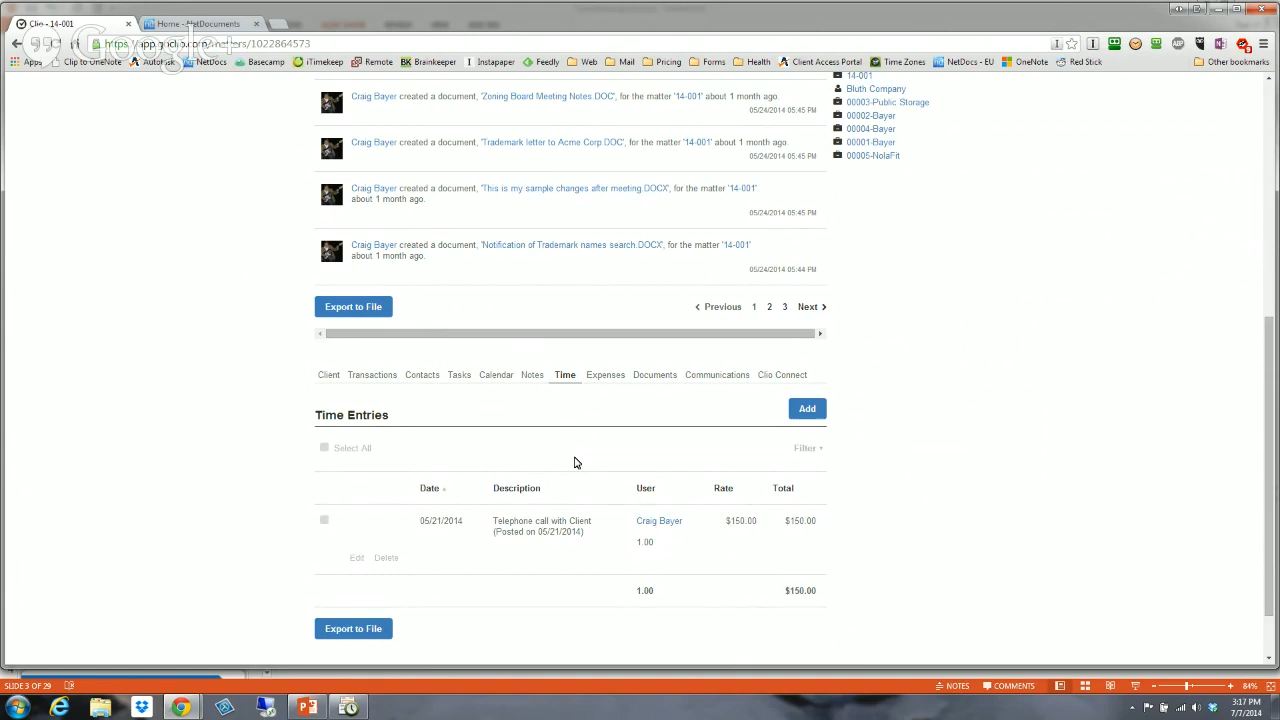 Clio - 14-001
Home - NetDocuments
https://app.goclio.com/matters/1022864573
Google+
Apps
Clip to OneNote
AutoTask
NetDocs
Basecamp
iTimekeep
Remote
Brainkeeper
Instapaper
Feedly
Web
Mail
Pricing
Forms
Health
Client Access Portal
Time Zones
NetDocs - EU
OneNote
Red Stick
Other bookmarks
14-001
Bluth Company
00003-Public Storage
00002-Bayer
00004-Bayer
00001-Bayer
00005-NolaFit
Craig Bayer created a document, 'Zoning Board Meeting Notes.DOC', for the matter '14-001' about 1 month ago.
05/24/2014 05:45 PM
Craig Bayer created a document, 'Trademark letter to Acme Corp.DOC', for the matter '14-001' about 1 month ago.
05/24/2014 05:45 PM
Craig Bayer created a document, 'This is my sample changes after meeting.DOCX', for the matter '14-001'
about 1 month ago.
05/24/2014 05:45 PM
Craig Bayer created a document, 'Notification of Trademark names search.DOCX', for the matter '14-001'
about 1 month ago.
05/24/2014 05:44 PM
Export to File
Previous 1 2 3 Next
Client Transactions Contacts Tasks Calendar Notes Time Expenses Documents Communications Clio Connect
Add
Time Entries
Select All
Filter
Date Description User Rate Total
05/21/2014 Telephone call with Client Craig Bayer $150.00 $150.00
(Posted on 05/21/2014)
1.00
Edit Delete
1.00 $150.00
Export to File
SLIDE 3 OF 29
NOTES
COMMENTS
84%
3:17 PM
7/7/2014